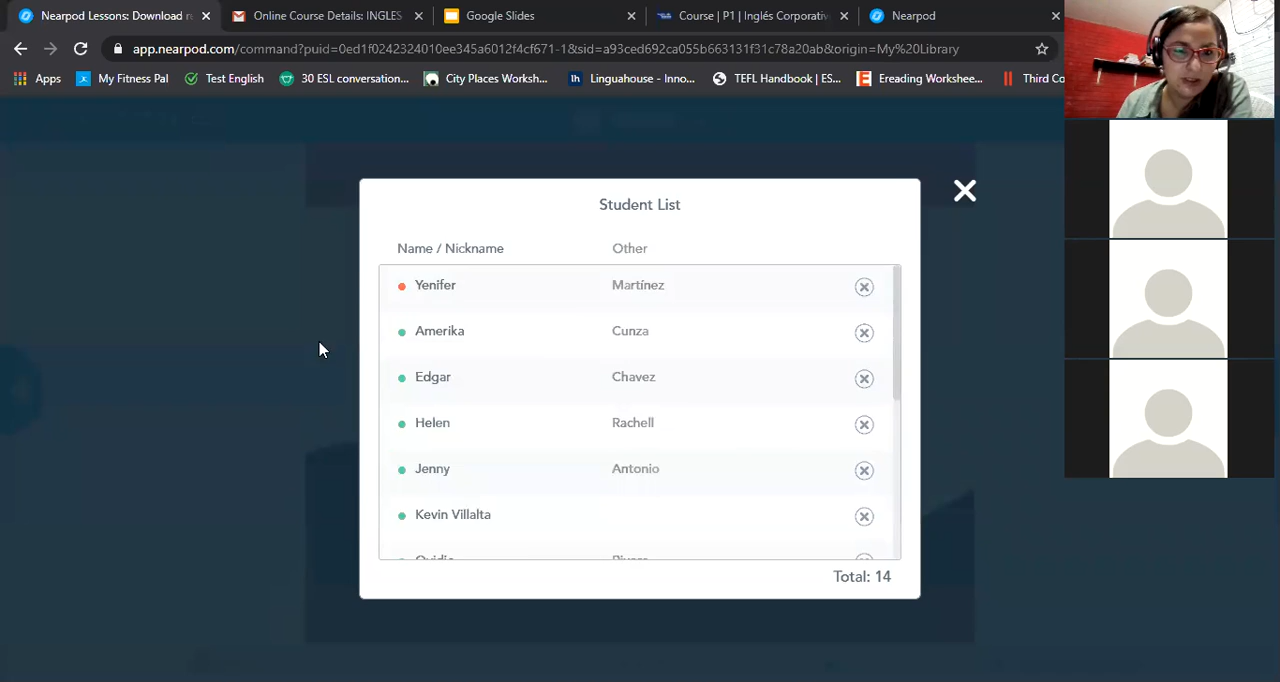 Nearpod Lessons: Download r
Online Course Details: INGLES
Google Slides
Course | P1 | Inglés Corporativ
Nearpod
app.nearpod.com/command?puid=0ed1f0242324010ee345a6012f4cf671-1&sid=a93ced692ca055b663131f31c78a20ab&origin=My%20Library
Apps
My Fitness Pal
Test English
30 ESL conversation...
City Places Worksh...
lh
Linguahouse - Inno...
TEFL Handbook | ES...
E
Ereading Workshee...
Third Co
Student List
Name / Nickname Other
Yenifer Martínez
Amerika Cunza
Edgar Chavez
Helen Rachell
Jenny Antonio
Kevin Villalta
Total: 14